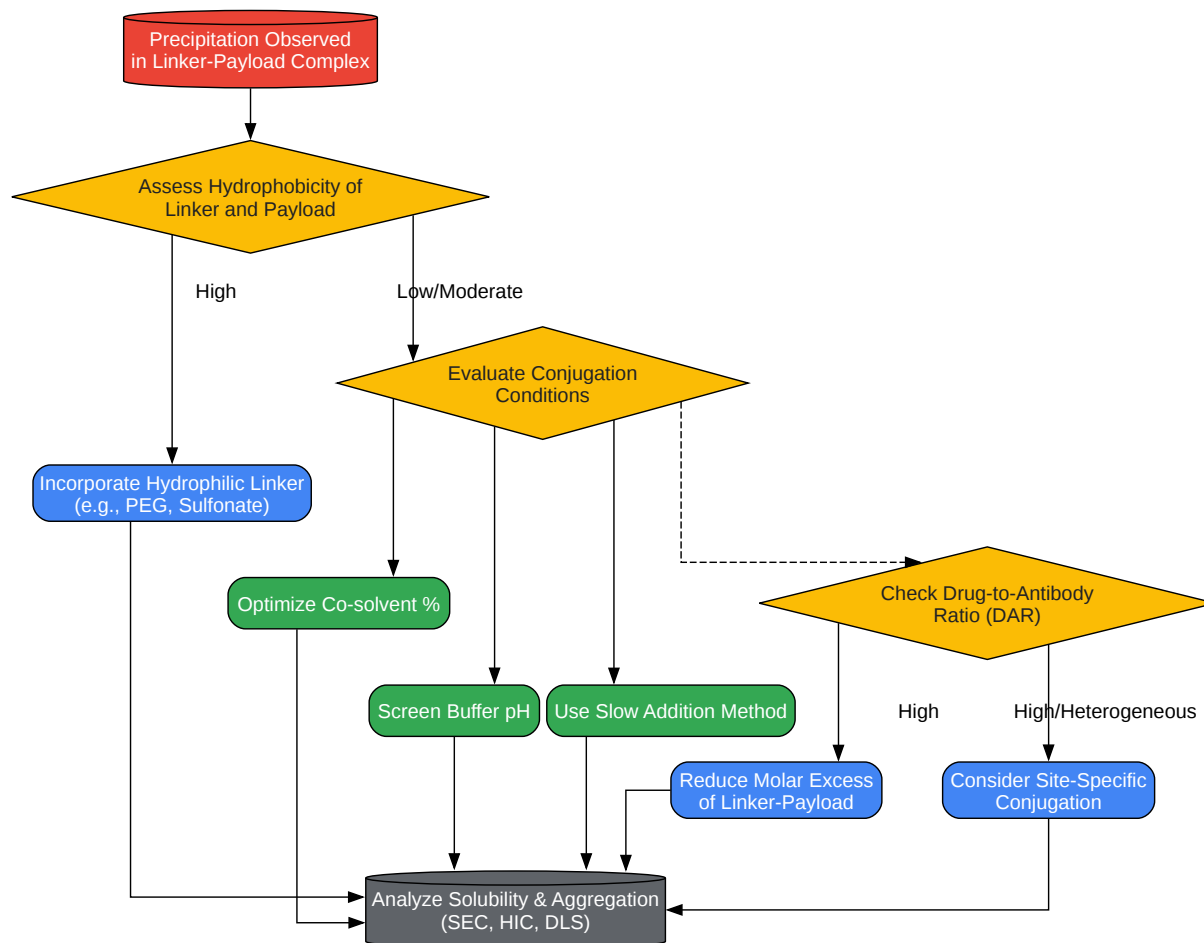 Precipitation Observed
in Linker-Payload Complex
Assess Hydrophobicity of
Linker and Payload
High
Low/Moderate
Evaluate Conjugation
Conditions
Incorporate Hydrophilic Linker
(e.g., PEG, Sulfonate)
Optimize Co-solvent %
Check Drug-to-Antibody
Ratio (DAR)
Screen Buffer pH
Use Slow Addition Method
High
High/Heterogeneous
Reduce Molar Excess
of Linker-Payload
Consider Site-Specific
Conjugation
Analyze Solubility & Aggregation
(SEC, HIC, DLS)